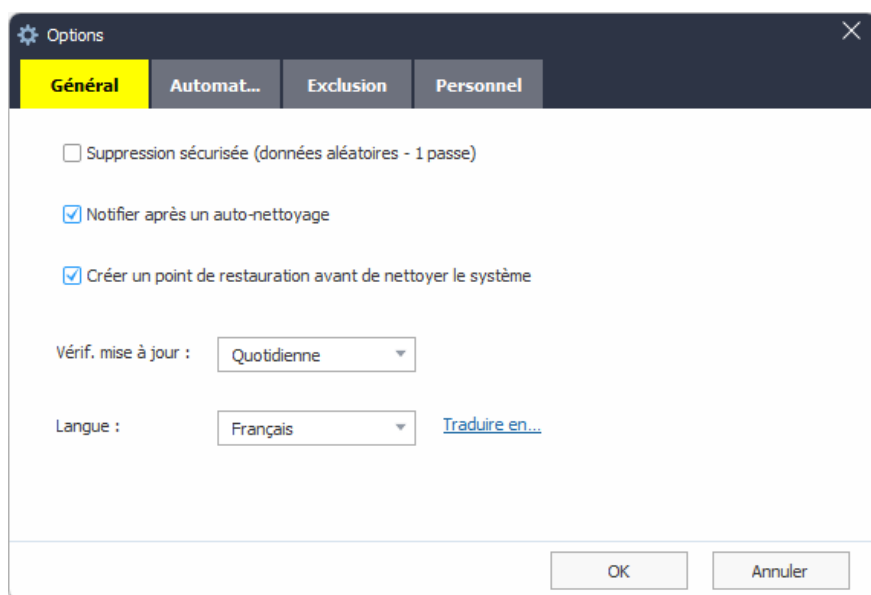 Options
Général Automat... Exclusion Personnel
Suppression sécurisée (données aléatoires - 1 passe)
Notifier après un auto-nettoyage
Créer un point de restauration avant de nettoyer le système
Vérif. mise à jour : Quotidienne
Langue : Français Traduire en...
OK Annuler